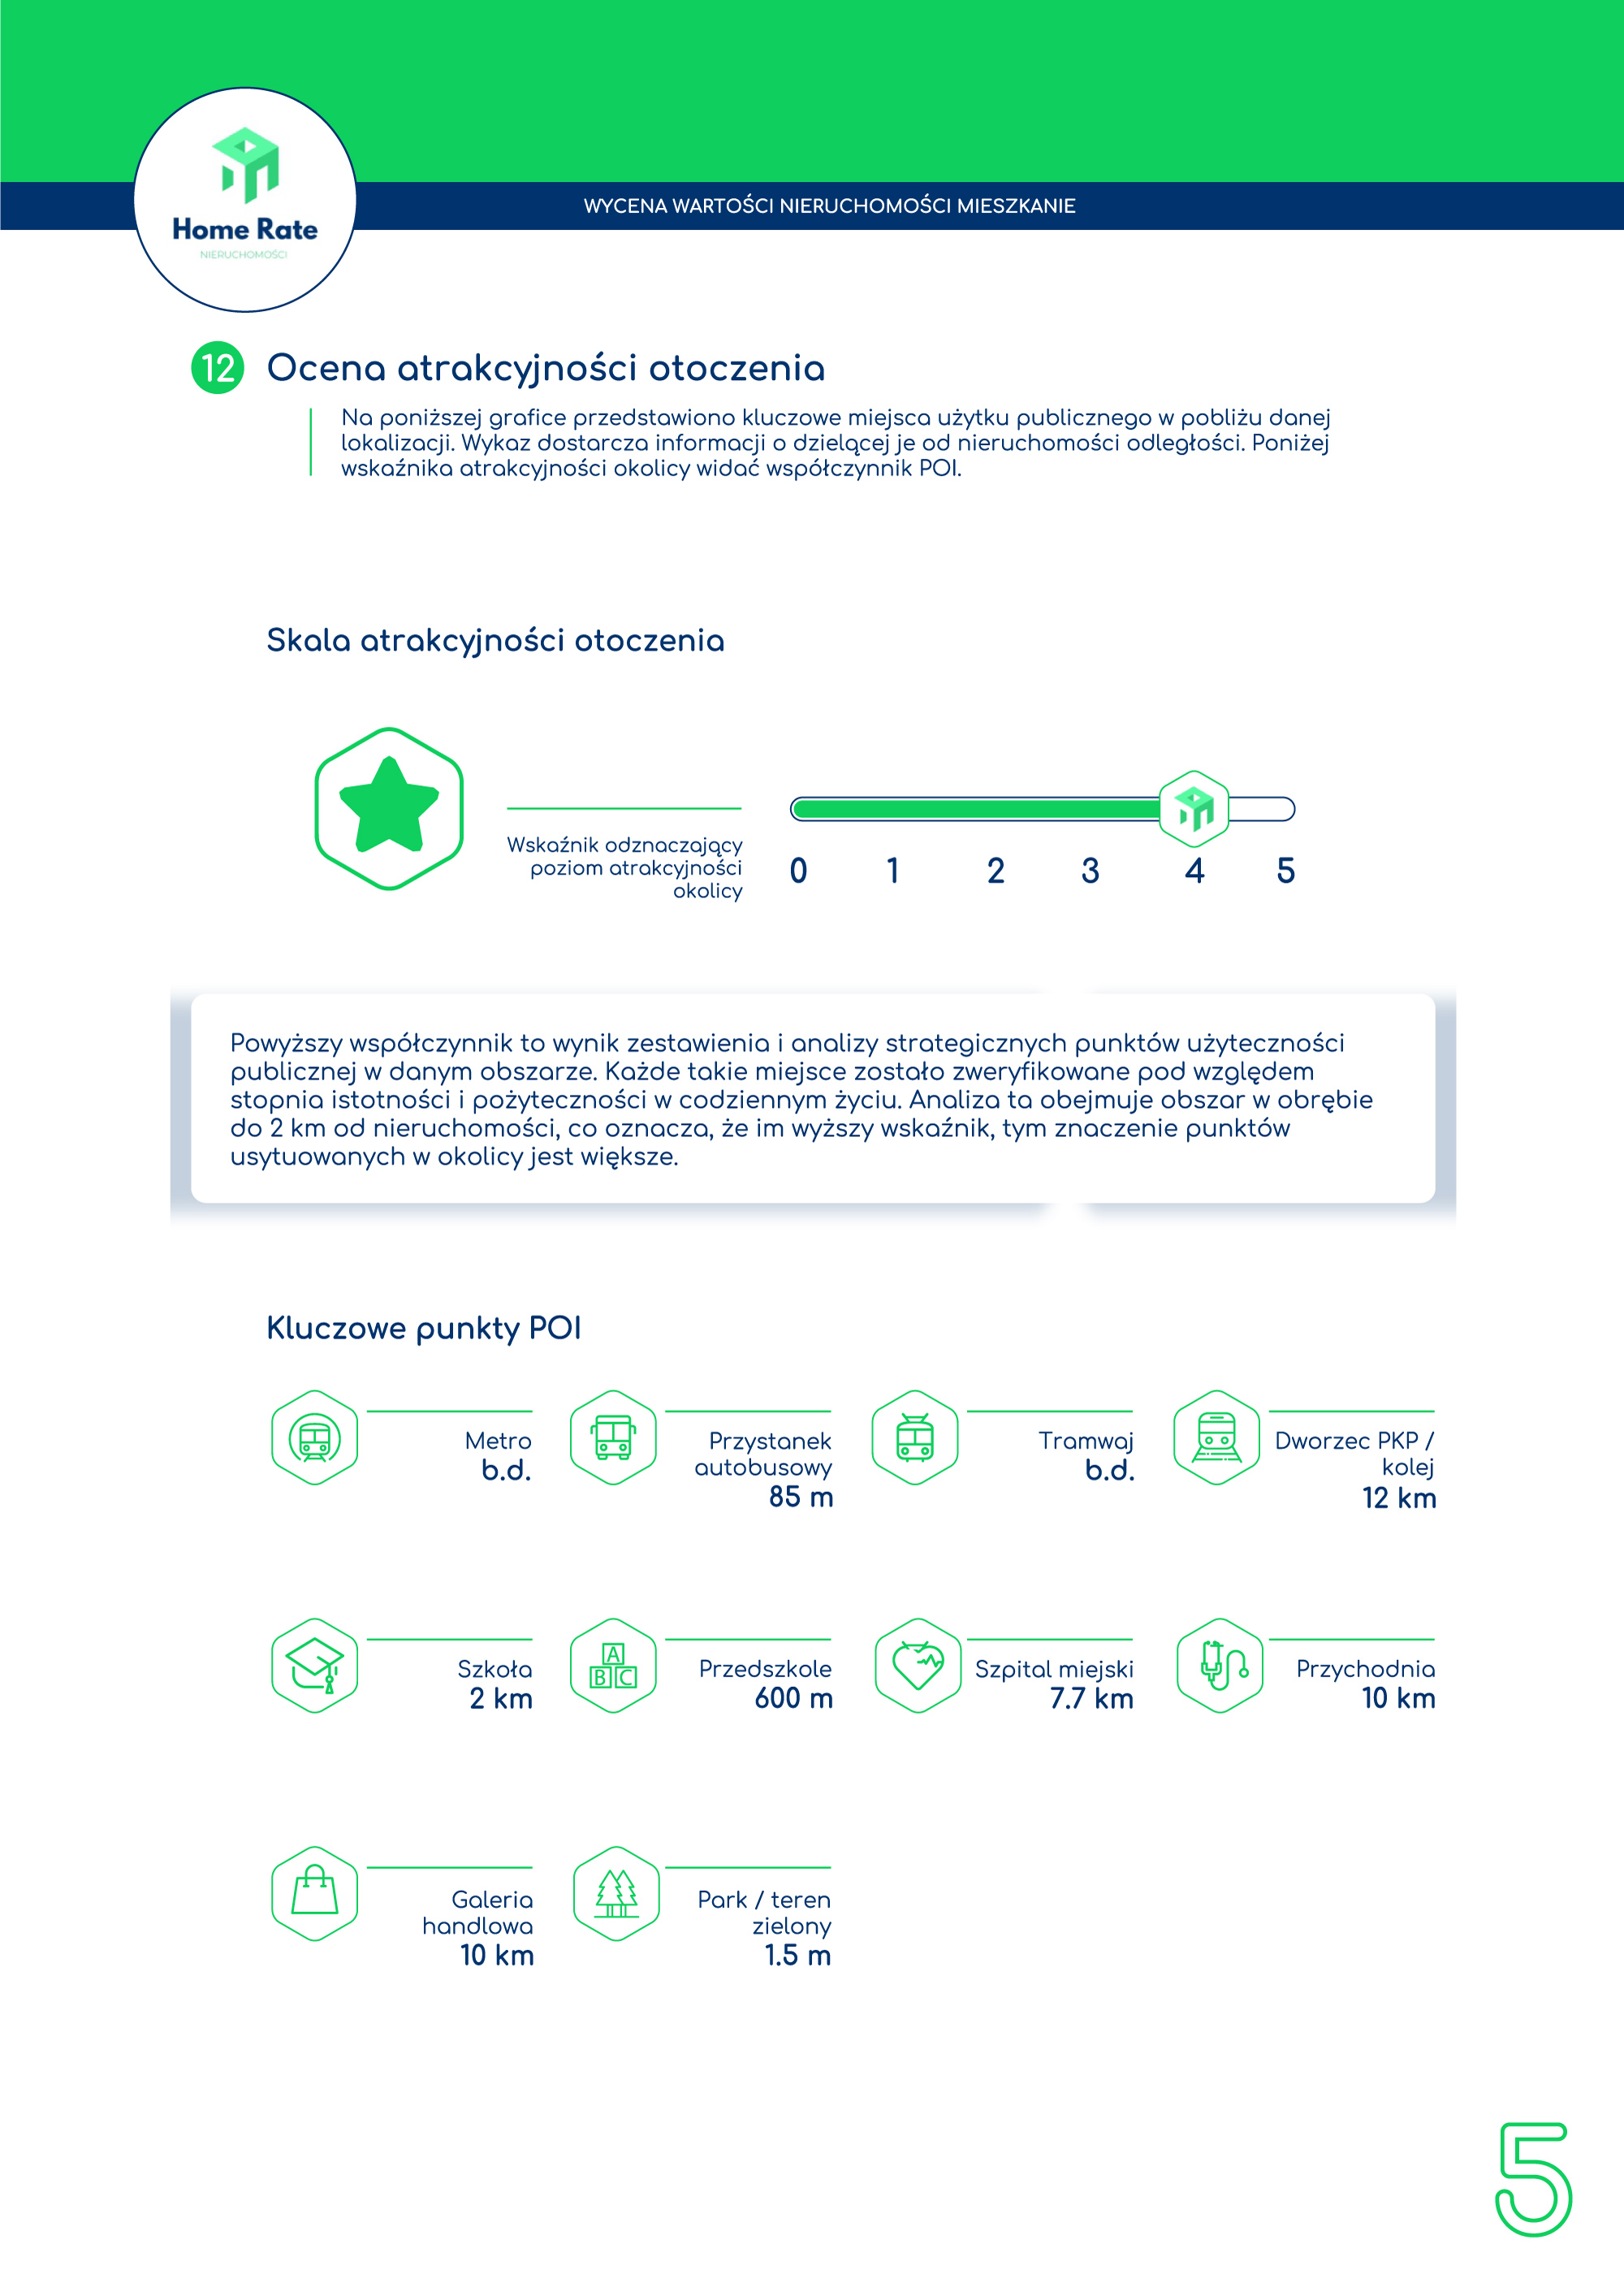 WYCENA WARTOŚCI NIERUCHOMOŚCI MIESZKANIE
Home Rate
NIERUCHOMOŚCI
12 Ocena atrakcyjności otoczenia
Na poniższej grafice przedstawiono kluczowe miejsca użytku publicznego w pobliżu danej
lokalizacji. Wykaz dostarcza informacji o dzielącej je od nieruchomości odległości. Poniżej
wskaźnika atrakcyjności okolicy widać współczynnik POI.
Skala atrakcyjności otoczenia
Wskaźnik odznaczający
poziom atrakcyjności
okolicy
0 1 2 3 4 5
Powyższy współczynnik to wynik zestawienia i analizy strategicznych punktów użyteczności
publicznej w danym obszarze. Każde takie miejsce zostało zweryfikowane pod względem
stopnia istotności i pożyteczności w codziennym życiu. Analiza ta obejmuje obszar w obrębie
do 2 km od nieruchomości, co oznacza, że im wyższy wskaźnik, tym znaczenie punktów
usytuowanych w okolicy jest większe.
Kluczowe punkty POI
Metro
b.d.
Przystanek
autobusowy
85 m
Tramwaj
b.d.
Dworzec PKP /
kolej
12 km
Szkoła
2 km
A
B C
Przedszkole
600 m
Szpital miejski
7.7 km
Przychodnia
10 km
Galeria
handlowa
10 km
Park / teren
zielony
1.5 m
5